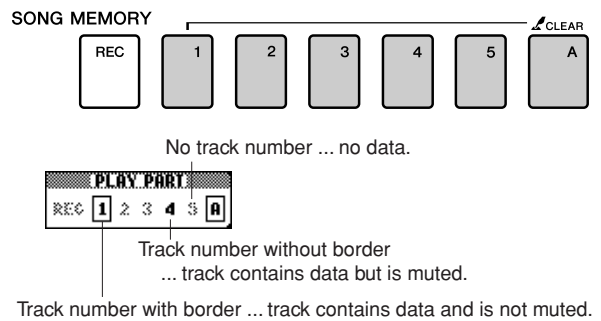 SONG MEMORY
CLEAR
REC 1 2 3 4 5 A
No track number ... no data.
PLAY PART
REC 1 2 3 4 5 A
Track number without border
... track contains data but is muted.
Track number with border ... track contains data and is not muted.